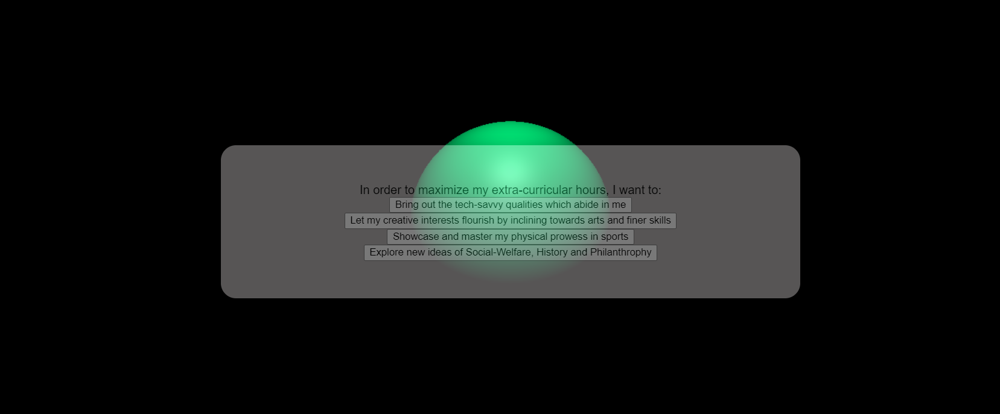 In order to maximize my extra-curricular hours, I want to:
Bring out the tech-savvy qualities which abide in me
Let my creative interests flourish by inclining towards arts and finer skills
Showcase and master my physical prowess in sports
Explore new ideas of Social-Welfare, History and Philanthrophy